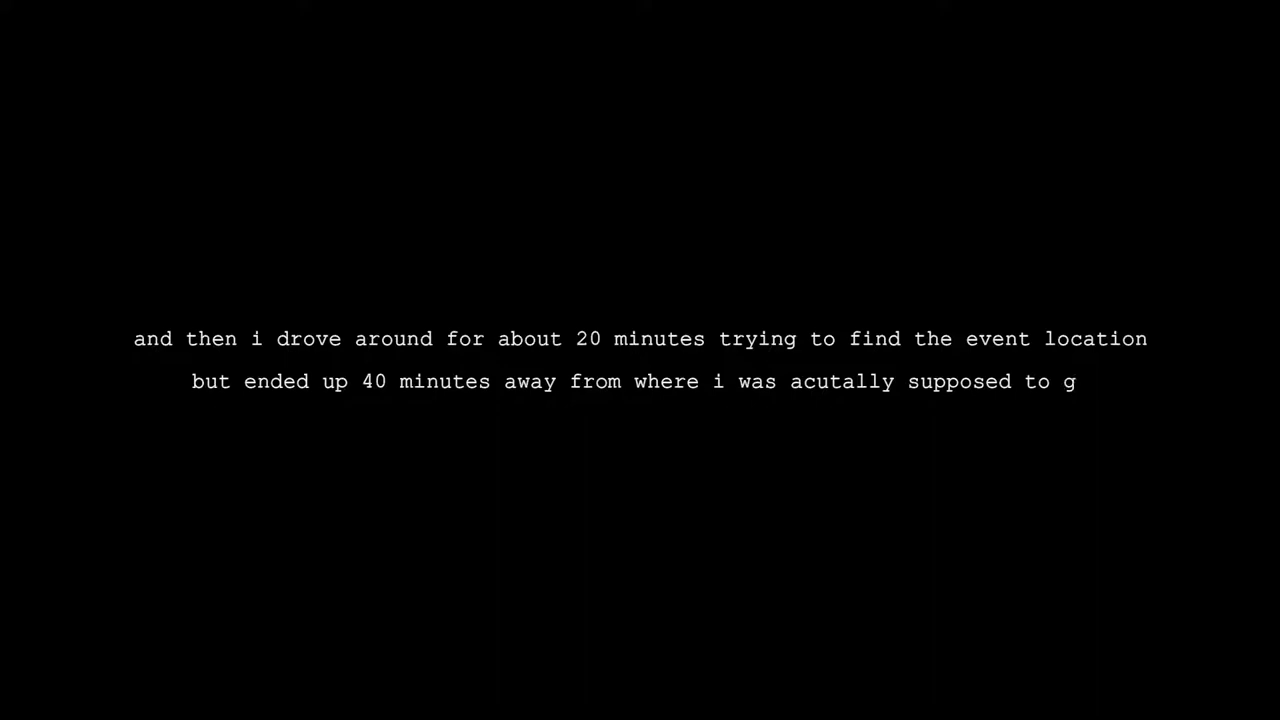 and then i drove around for about 20 minutes trying to find the event location
but ended up 40 minutes away from where i was acutally supposed to g